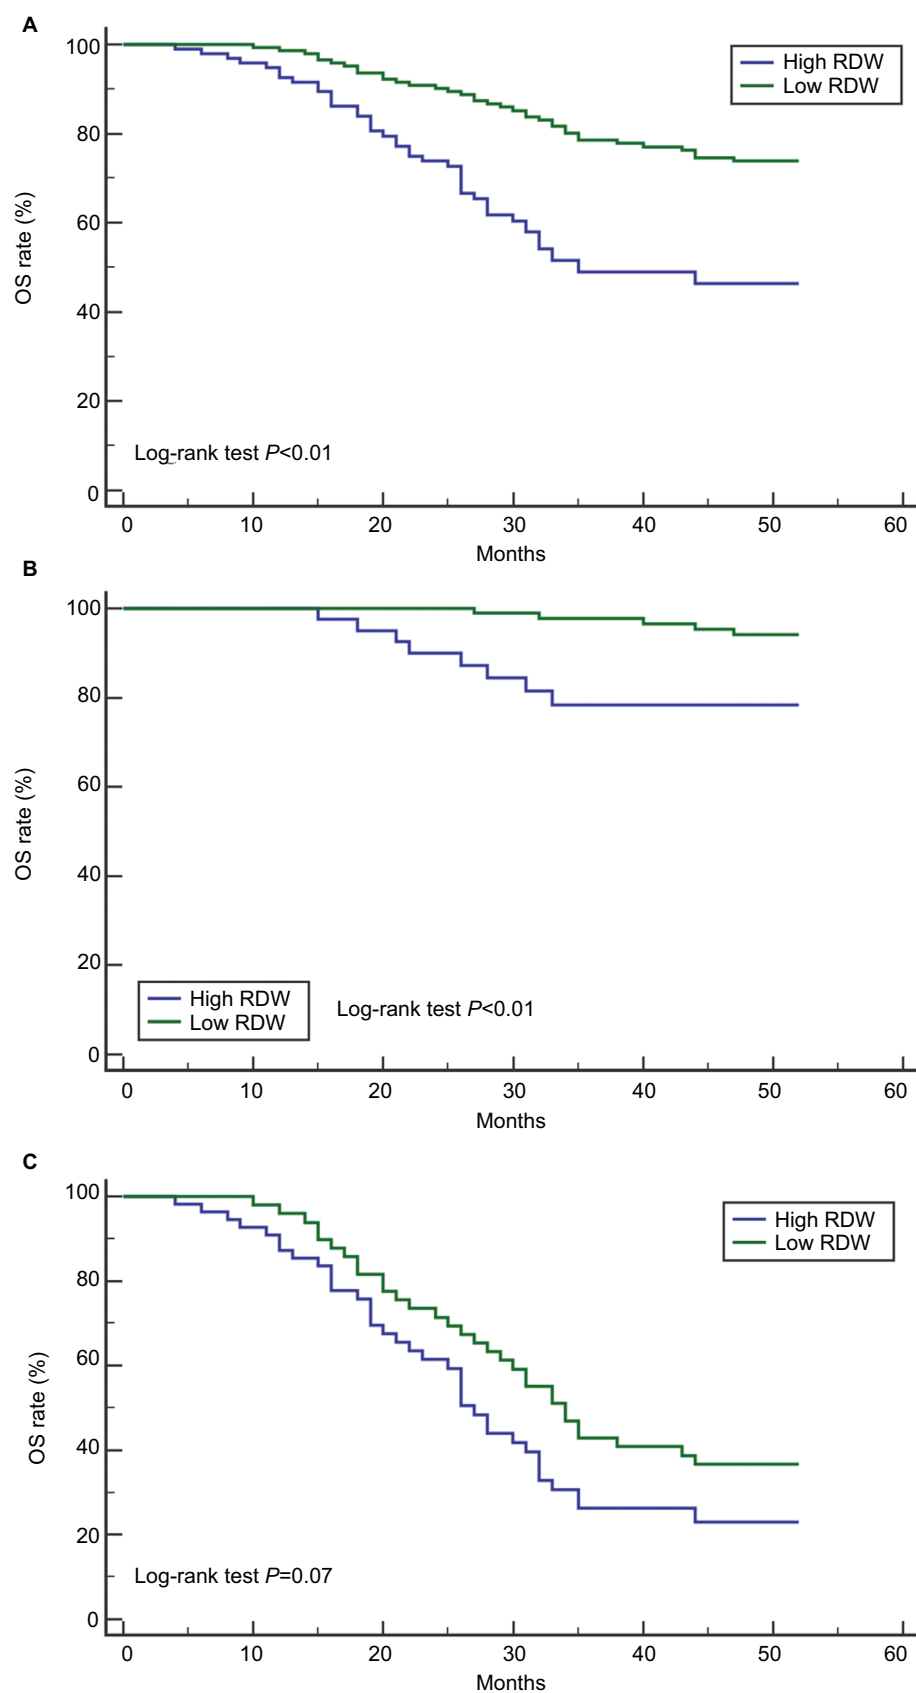 A
100
80
60
40
20
0
OS rate (%)
High RDW
Low RDW
Log-rank test P<0.01
0 10 20 30 40 50 60
Months
B
100
80
60
40
20
0
OS rate (%)
High RDW
Low RDW
Log-rank test P<0.01
0 10 20 30 40 50 60
Months
C
100
80
60
40
20
0
OS rate (%)
High RDW
Low RDW
Log-rank test P=0.07
0 10 20 30 40 50 60
Months